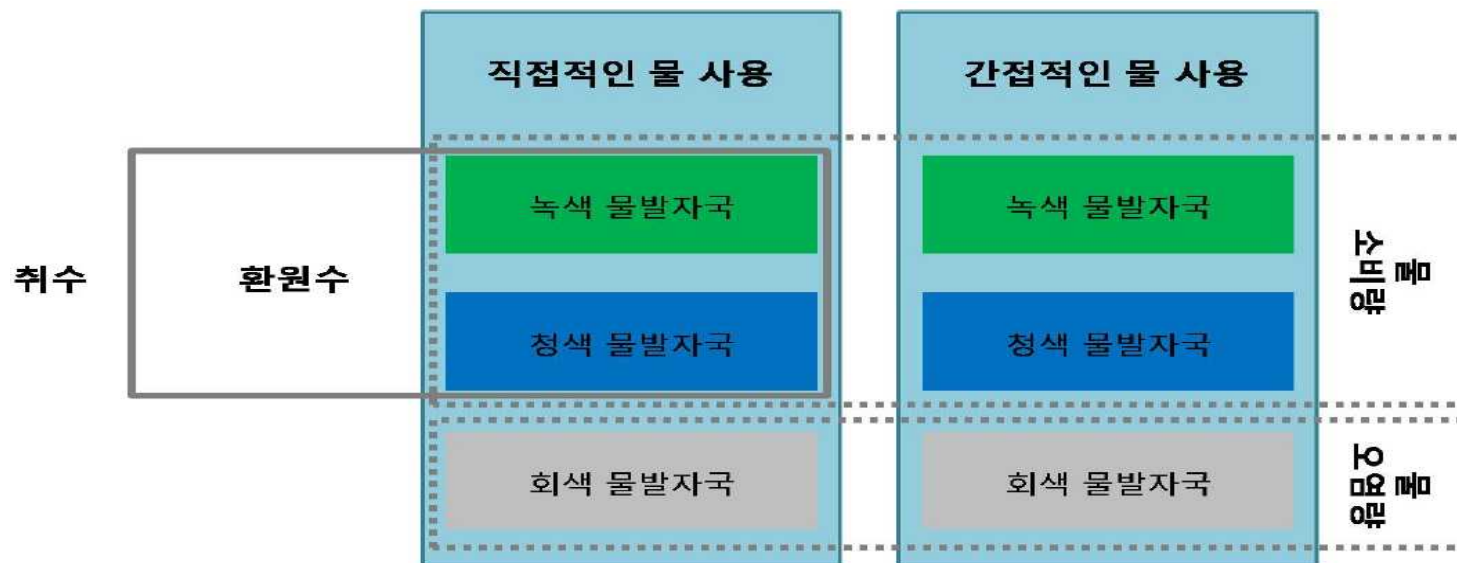 직접적인 물 사용
간접적인 물 사용
취수
환원수
녹색 물발자국
녹색 물발자국
청색 물발자국
청색 물발자국
물
소비량
회색 물발자국
회색 물발자국
물
오염량